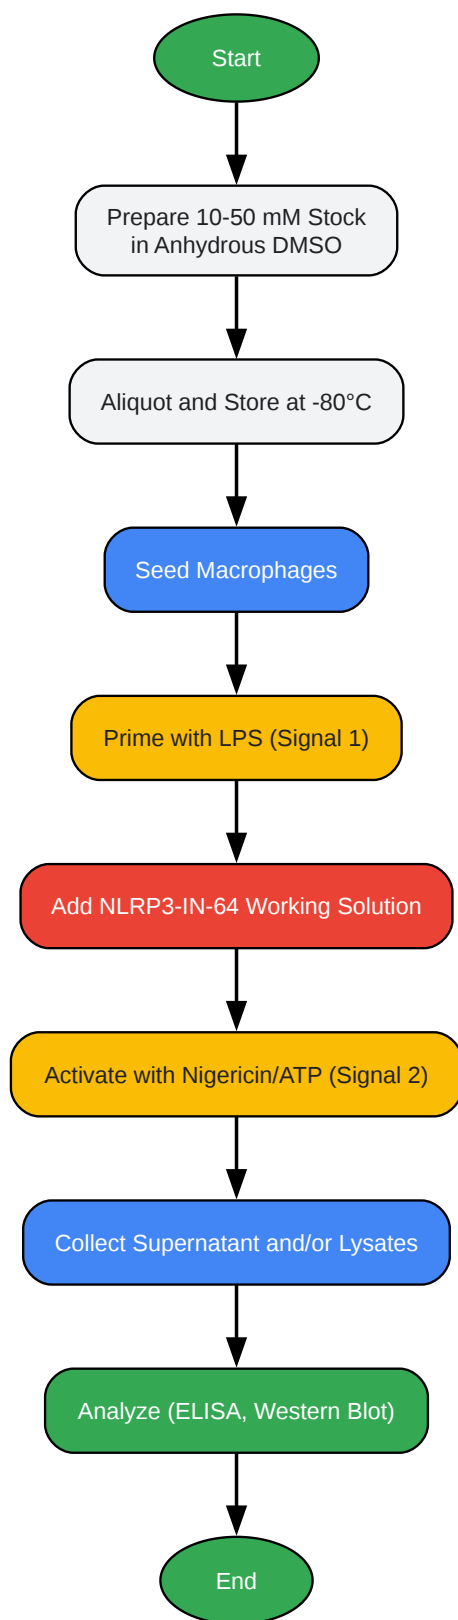 Start
Prepare 10-50 mM Stock
in Anhydrous DMSO
Aliquot and Store at -80°C
Seed Macrophages
Prime with LPS (Signal 1)
Add NLRP3-IN-64 Working Solution
Activate with Nigericin/ATP (Signal 2)
Collect Supernatant and/or Lysates
Analyze (ELISA, Western Blot)
End